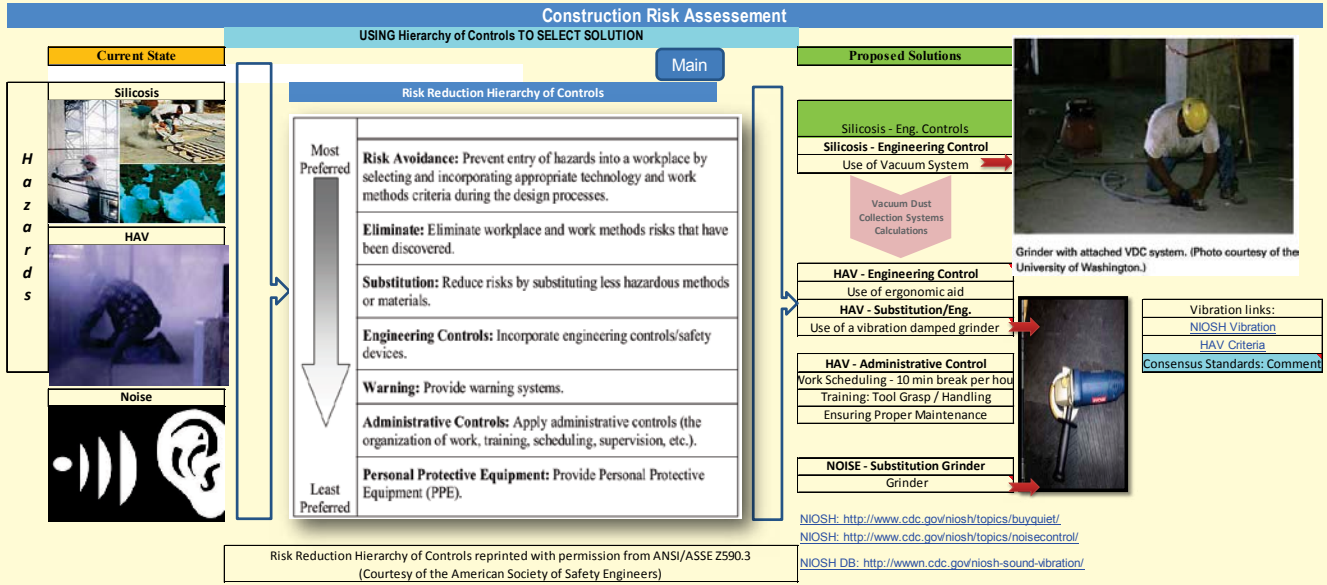 Construction Risk Assessement
USING Hierarchy of Controls TO SELECT SOLUTION
Main
Current State
Hazards
Silicosis
HAV
Noise
Risk Reduction Hierarchy of Controls
Most
Preferred
Risk Avoidance: Prevent entry of hazards into a workplace by
selecting and incorporating appropriate technology and work
methods criteria during the design processes.
Eliminate: Eliminate workplace and work methods risks that have
been discovered.
Substitution: Reduce risks by substituting less hazardous methods
or materials.
Engineering Controls: Incorporate engineering controls/safety
devices.
Warning: Provide warning systems.
Administrative Controls: Apply administrative controls (the
organization of work, training, scheduling, supervision, etc.).
Personal Protective Equipment: Provide Personal Protective
Equipment (PPE).
Least
Preferred
Risk Reduction Hierarchy of Controls reprinted with permission from ANSI/ASSE Z590.3
(Courtesy of the American Society of Safety Engineers)
Proposed Solutions
Silicosis - Eng. Controls
Silicosis - Engineering Control
Use of Vacuum System
Vacuum Dust
Collection Systems
Calculations
HAV - Engineering Control
Use of ergonomic aid
HAV - Substitution/Eng.
Use of a vibration damped grinder
HAV - Administrative Control
Work Scheduling - 10 min break per hou
Training: Tool Grasp / Handling
Ensuring Proper Maintenance
NOISE - Substitution Grinder
Grinder
NIOSH: http://www.cdc.gov/niosh/topics/buyquiet/
NIOSH: http://www.cdc.gov/niosh/topics/noisecontrol/
NIOSH DB: http://wwwn.cdc.gov/niosh-sound-vibration/
Grinder with attached VDC system. (Photo courtesy of the
University of Washington.)
Vibration links:
NIOSH Vibration
HAV Criteria
Consensus Standards: Comment